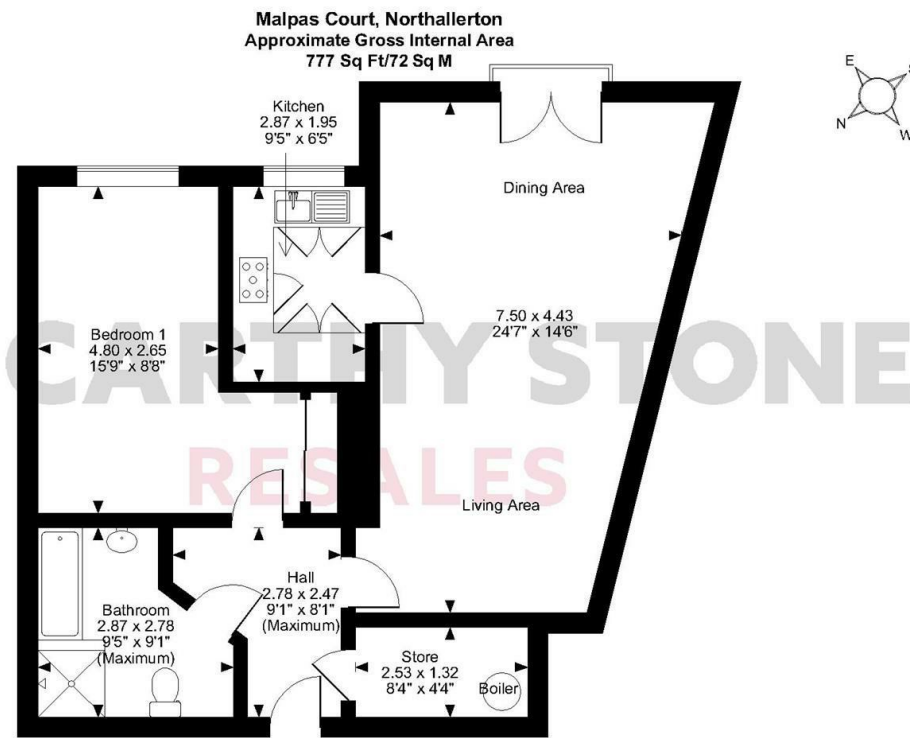 Malpas Court, Northallerton
Approximate Gross Internal Area
777 Sq Ft/72 Sq M
E
S
N
W
Kitchen
2.87 x 1.95
9'5" x 6'5"
Dining Area
7.50 x 4.43
24'7" x 14'6"
Bedroom 1
4.80 x 2.65
15'9" x 8'8"
CARTHY STONE
RESALES
Living Area
Hall
2.78 x 2.47
9'1" x 8'1"
(Maximum)
Bathroom
2.87 x 2.78
9'5" x 9'1"
(Maximum)
Store
2.53 x 1.32
8'4" x 4'4"
Boiler